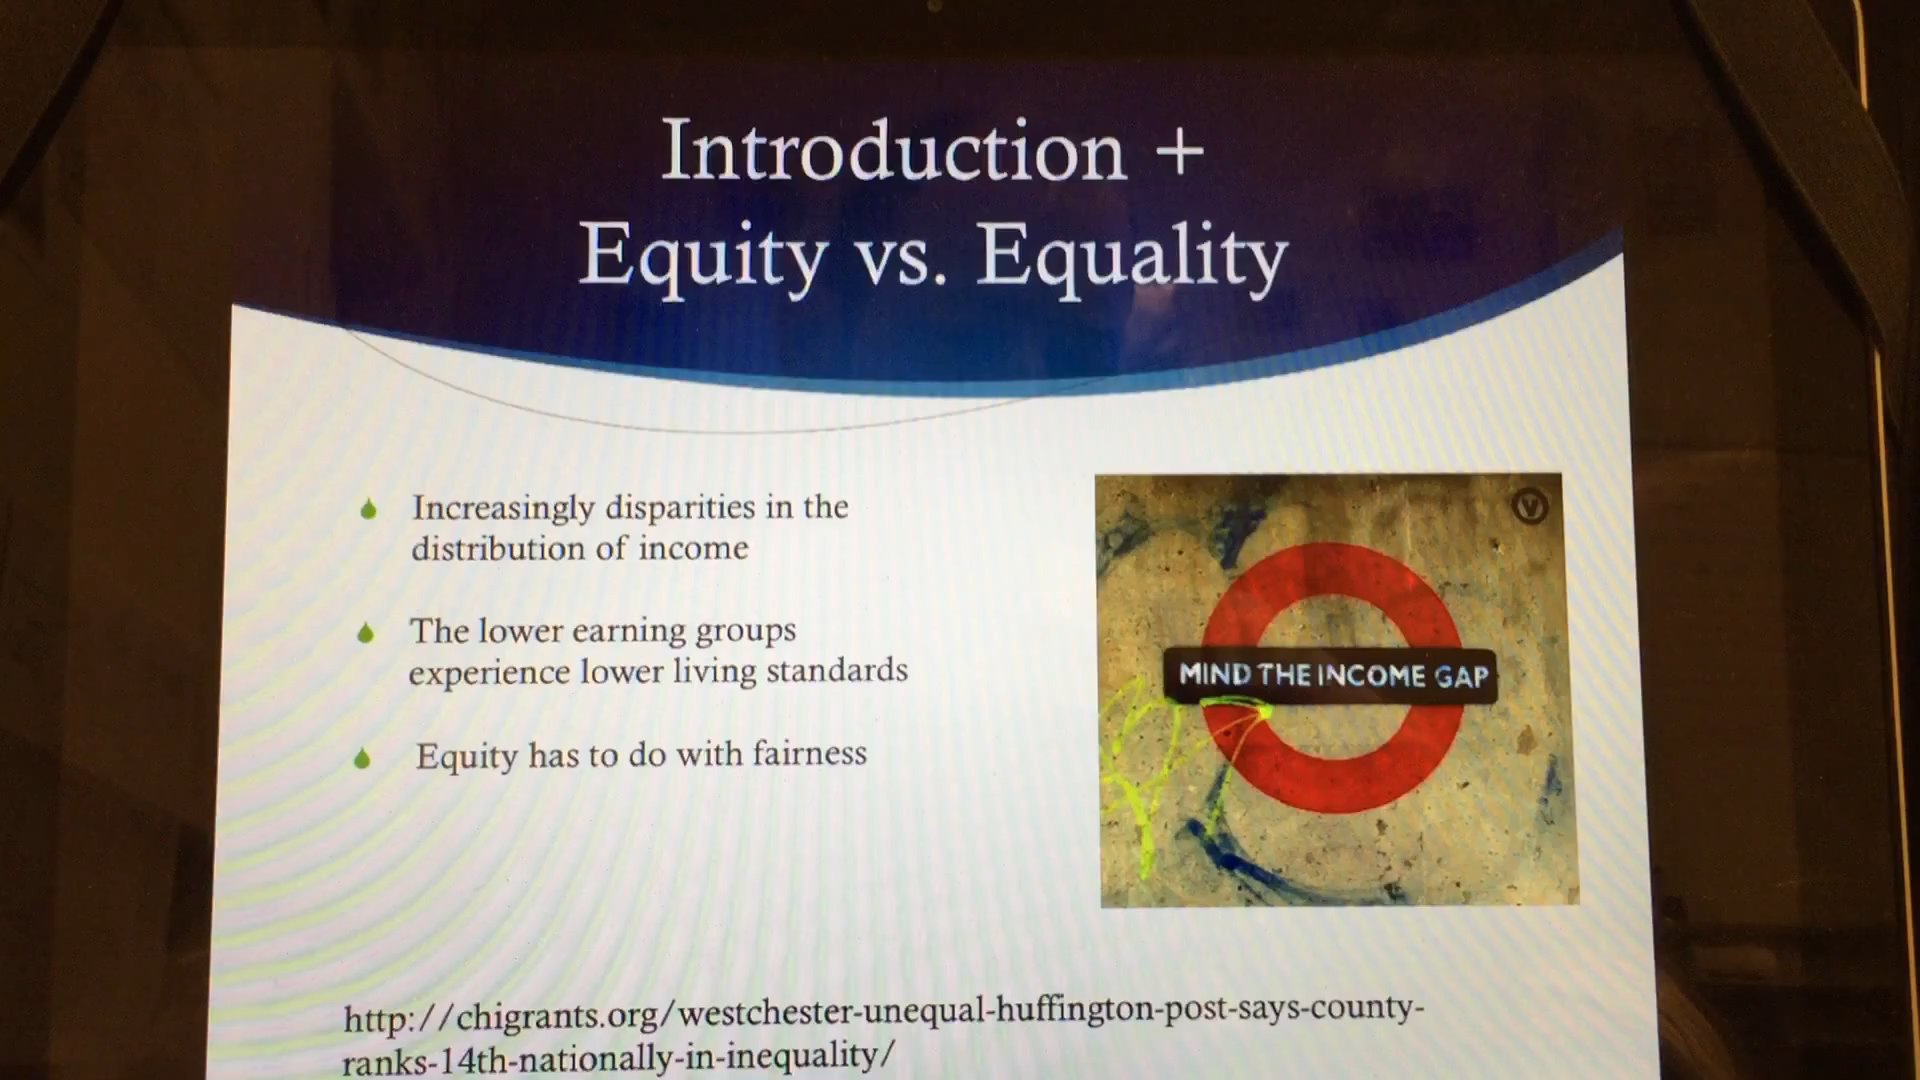 Introduction +
Equity vs. Equality
Increasingly disparities in the
distribution of income
The lower earning groups
experience lower living standards
Equity has to do with fairness
V
MIND THE INCOME GAP
http://chigrants.org/westchester-unequal-huffington-post-says-county-
ranks-14th-nationally-in-inequality/